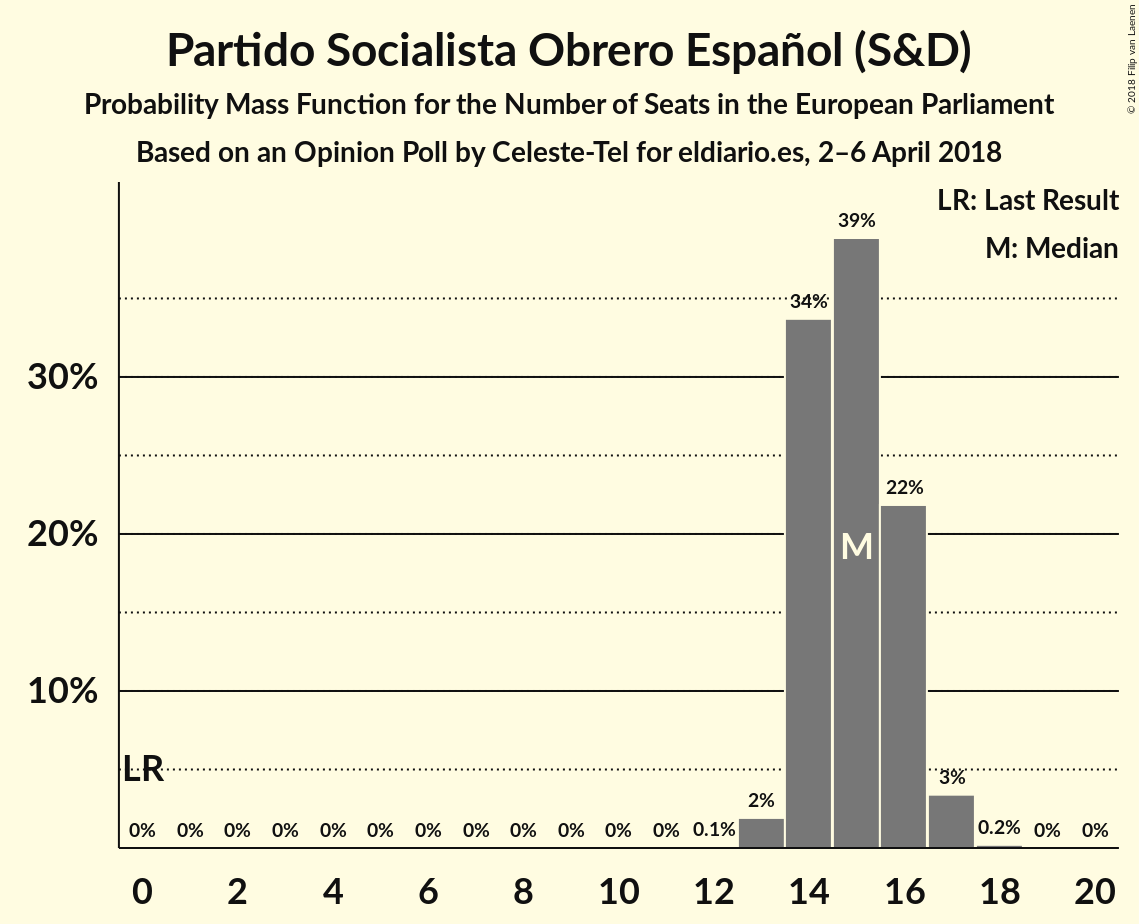 Partido Socialista Obrero Español (S&D)
Probability Mass Function for the Number of Seats in the European Parliament
Based on an Opinion Poll by Celeste-Tel for eldiario.es, 2–6 April 2018
© 2018 Filip van Laenen
LR: Last Result
M: Median
39%
34%
30%
22%
20%
M
10%
LR
3%
2%
0% 0% 0% 0% 0% 0% 0% 0% 0% 0% 0% 0% 0.1% 0.2% 0% 0%
0 2 4 6 8 10 12 14 16 18 20